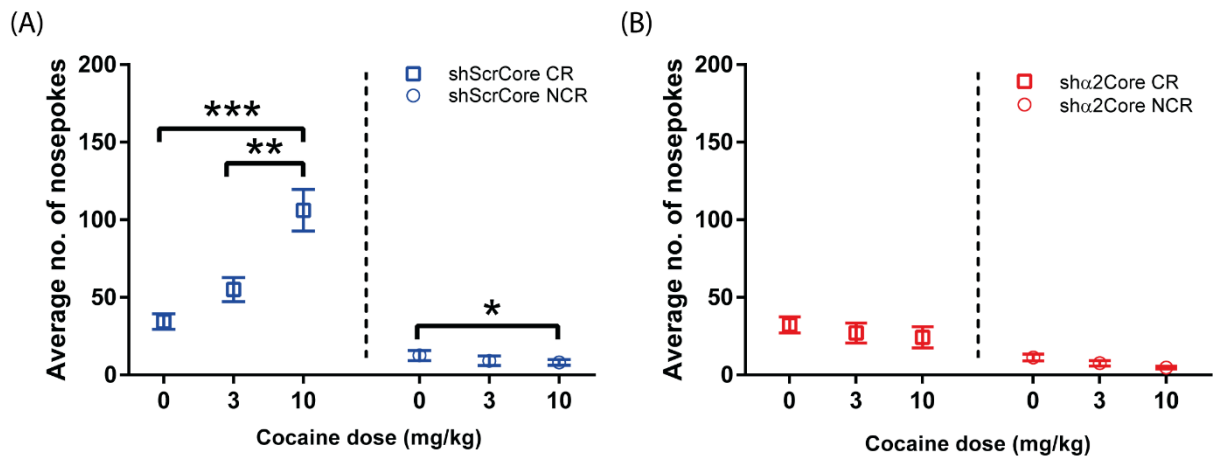 (A)
Average no. of nosepokes
200
150
100
50
0
shScrCore CR
shScrCore NCR
***
**
*
0 3 10 0 3 10
Cocaine dose (mg/kg)
(B)
Average no. of nosepokes
200
150
100
50
0
shα2Core CR
shα2Core NCR
0 3 10 0 3 10
Cocaine dose (mg/kg)